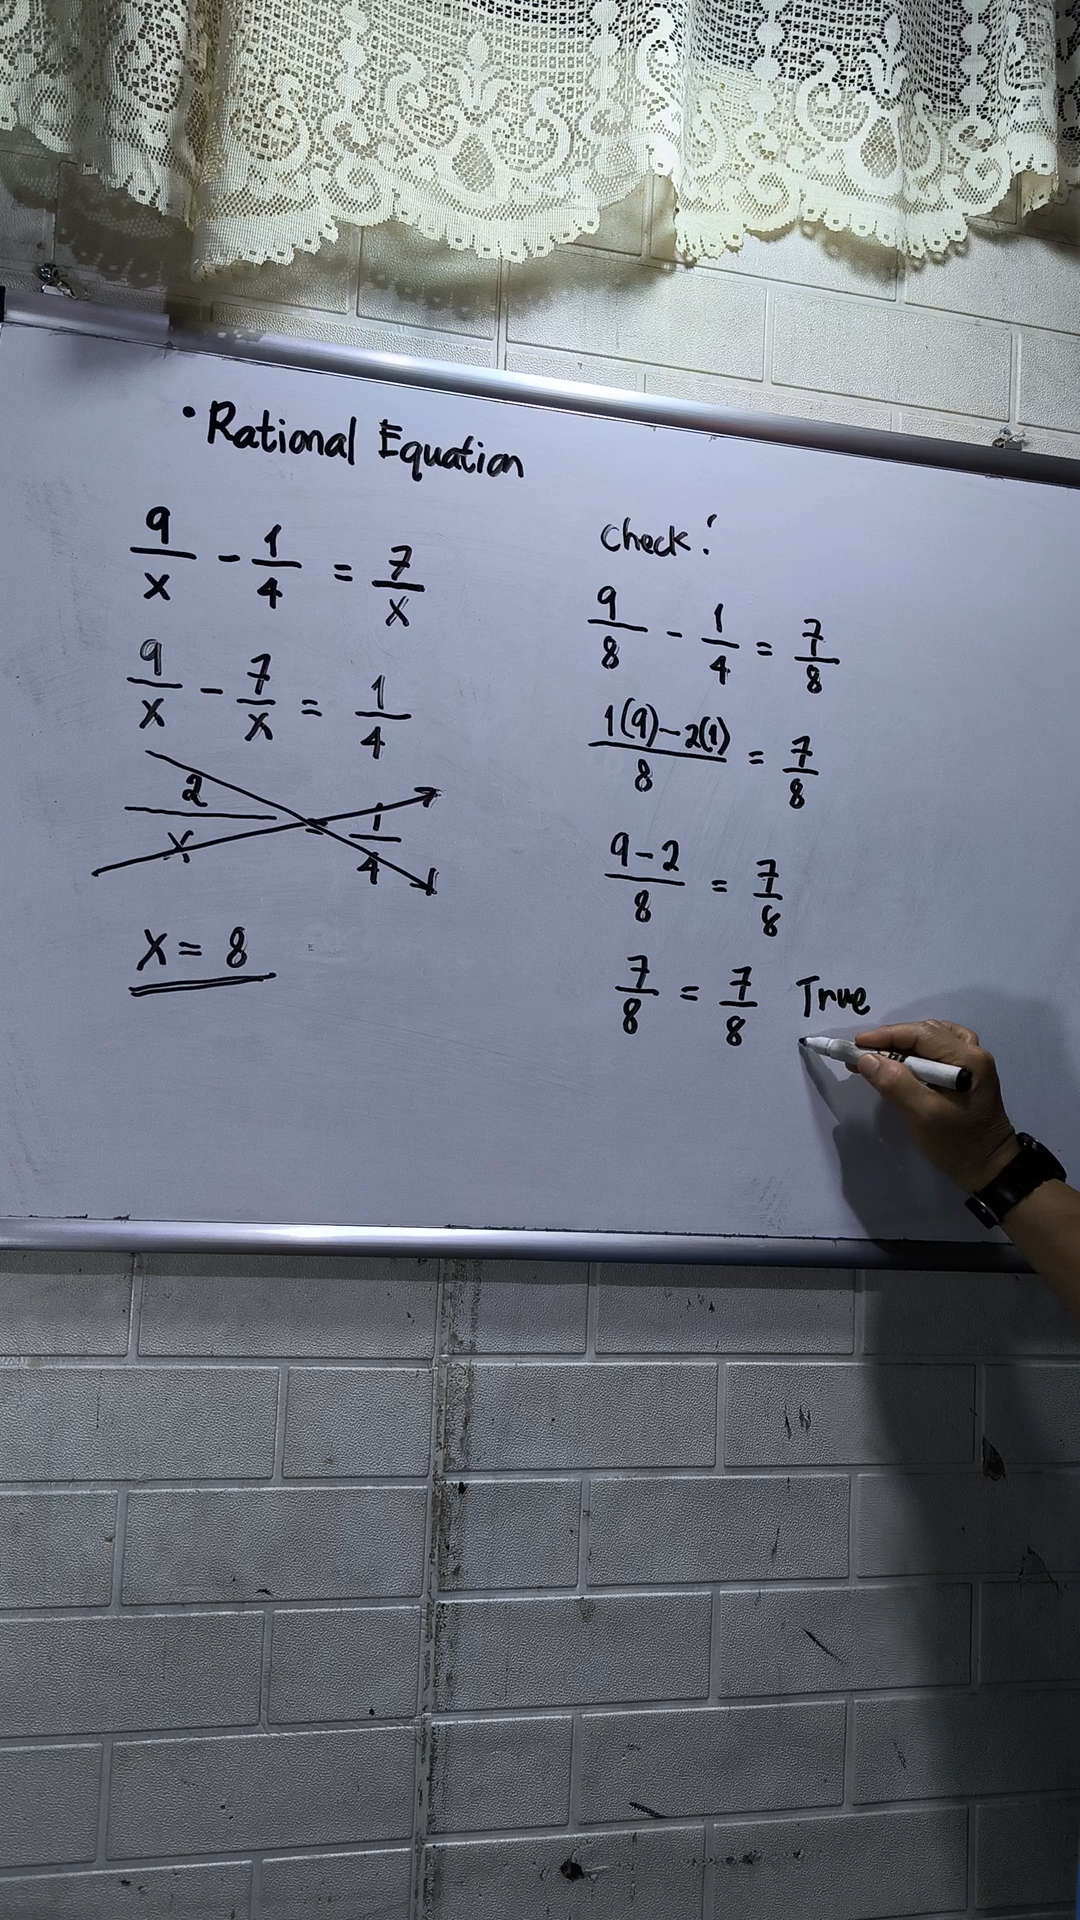 • Rational Equation
9/x - 1/4 = 7/x
9/x - 7/x = 1/4
2/x = 1/4
x = 8
Check:
9/8 - 1/4 = 7/8
1(9)-2(1)/8 = 7/8
9-2/8 = 7/8
7/8 = 7/8 True